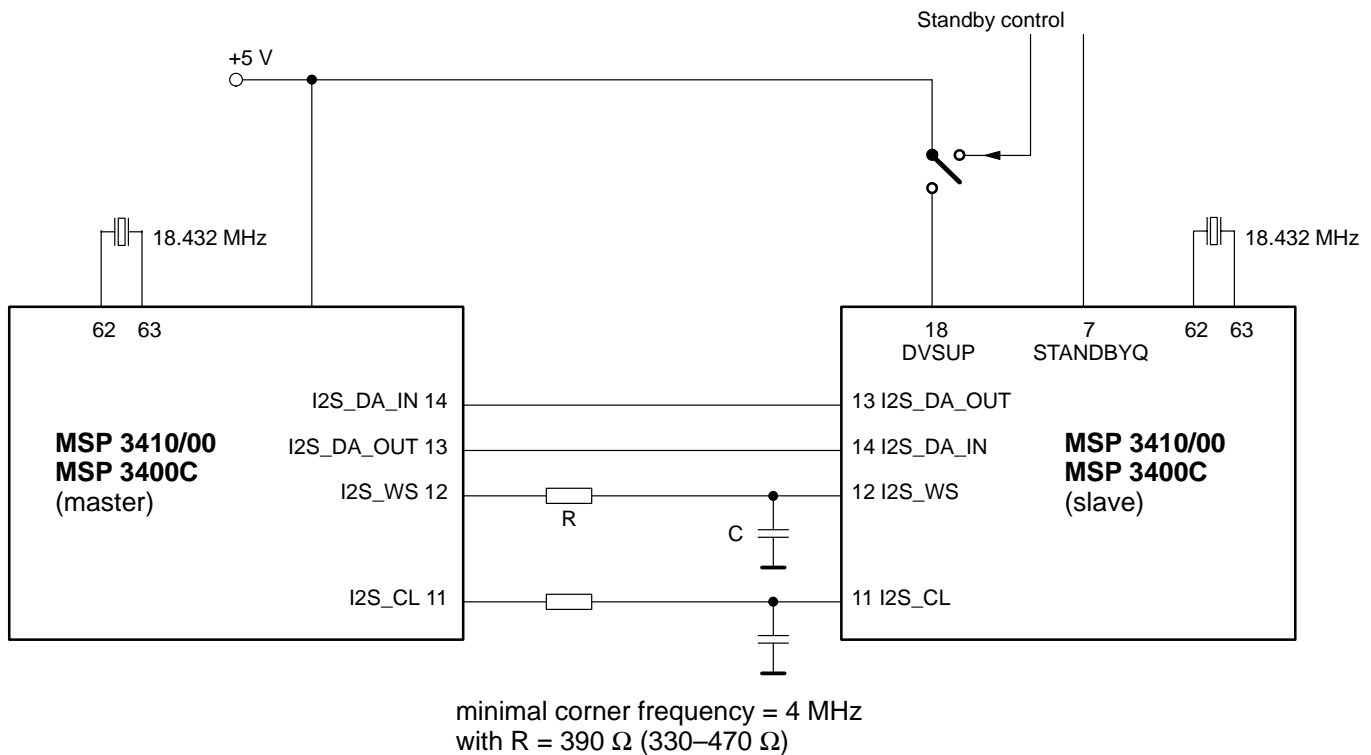 Standby control
+5 V
18.432 MHz
18.432 MHz
62 63
18
DVSUP
7
STANDBYQ
62 63
I2S_DA_IN 14
13 I2S_DA_OUT
MSP 3410/00
MSP 3400C
(master)
I2S_DA_OUT 13
14 I2S_DA_IN
MSP 3410/00
MSP 3400C
(slave)
I2S_WS 12
12 I2S_WS
R
C
I2S_CL 11
11 I2S_CL
minimal corner frequency = 4 MHz
with R = 390 Ω (330–470 Ω)